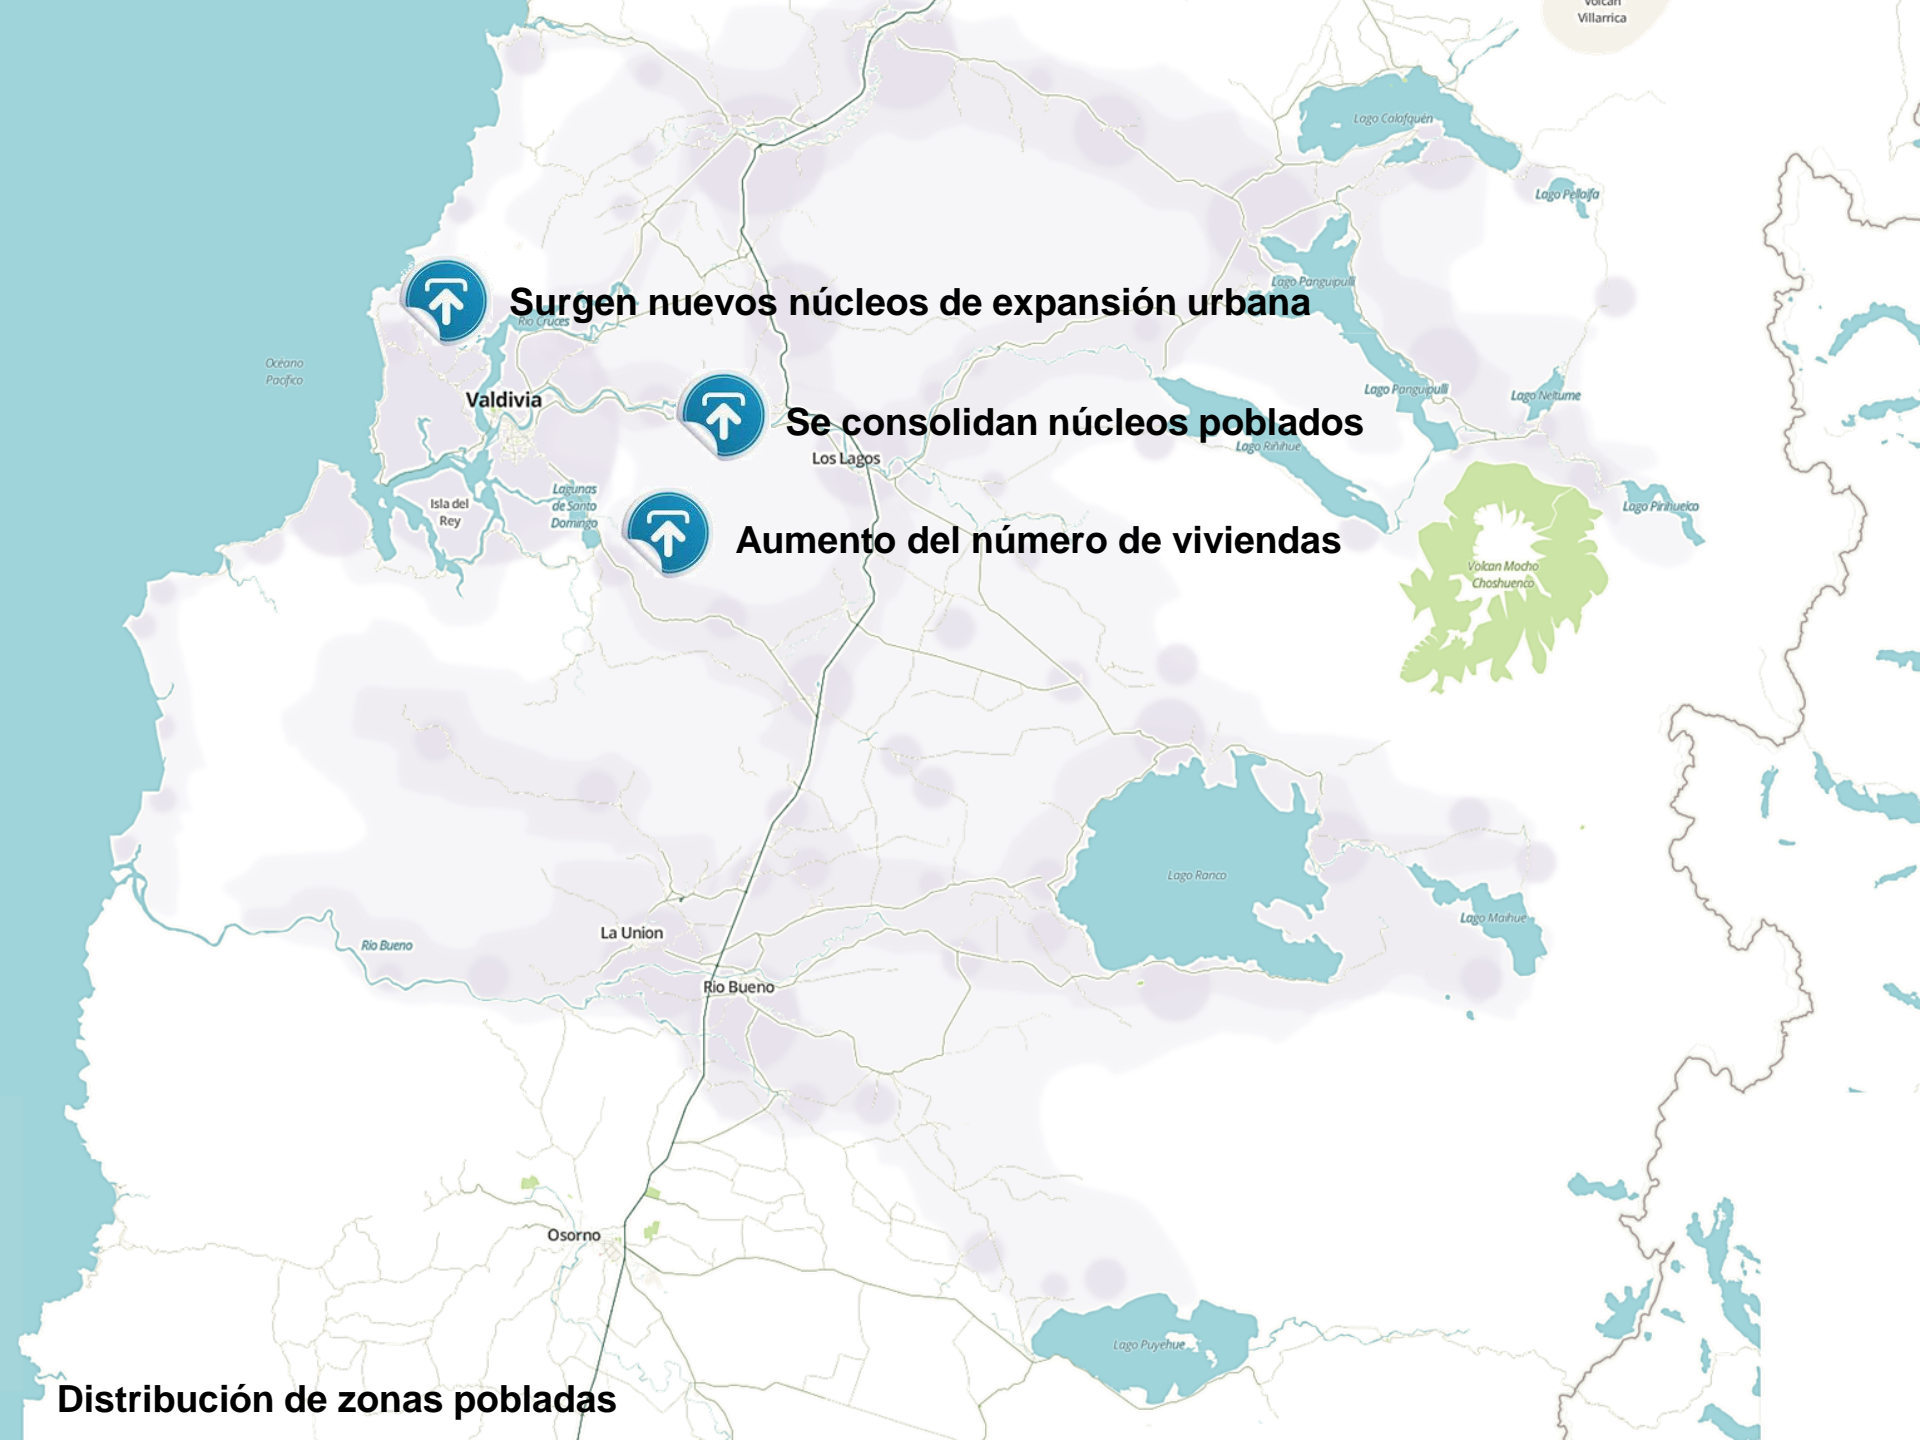 Volcan
Villarrica
Lago Calafquén
Lago Pellaifa
Lago Panguipulli
Surgen nuevos núcleos de expansión urbana
Rio Cruces
Océano
Pacifico
Valdivia
Lago Panguipulli
Lago Neltume
Se consolidan núcleos poblados
Lago Riñihue
Los Lagos
Isla del
Rey
Lagunas
de Santo
Domingo
Lago Pirihueico
Aumento del número de viviendas
Volcan Mocho
Choshuenco
Lago Ranco
Lago Maihue
La Union
Rio Bueno
Rio Bueno
Osorno
Lago Puyehue
Distribución de zonas pobladas